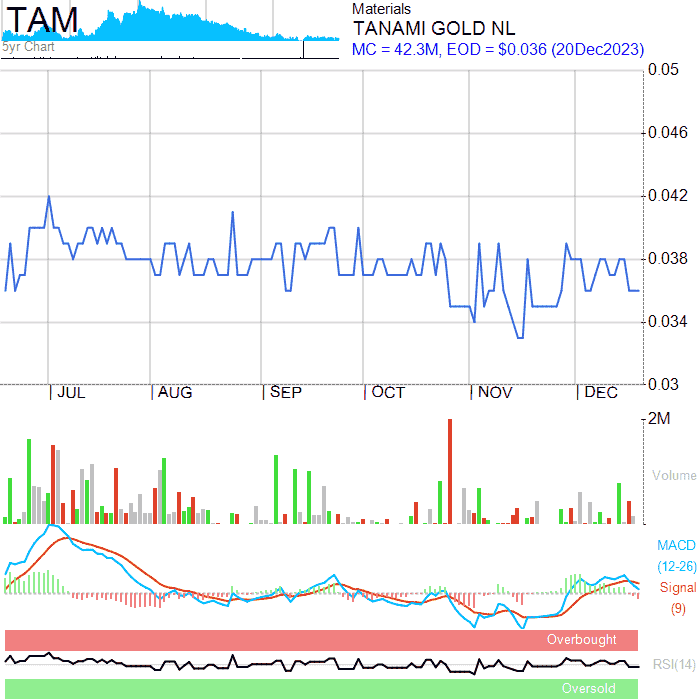 TAM
5yr Chart
Materials
TANAMI GOLD NL
MC = 42.3M, EOD = $0.036 (20Dec2023)
0.05
0.046
0.042
0.038
0.034
0.03
JUL AUG SEP OCT NOV DEC
2M
Volume
MACD
(12-26)
Signal
(9)
Overbought
RSI(14)
Oversold